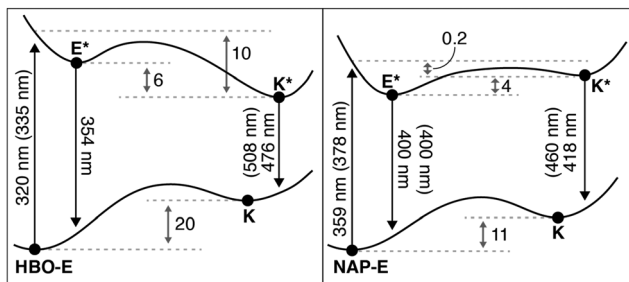 10
E*
6
K*
320 nm (335 nm)
354 nm
(508 nm)
476 nm
K
20
HBO-E
0.2
E*
K*
4
359 nm (378 nm)
(400 nm)
400 nm
(460 nm)
418 nm
11
K
NAP-E